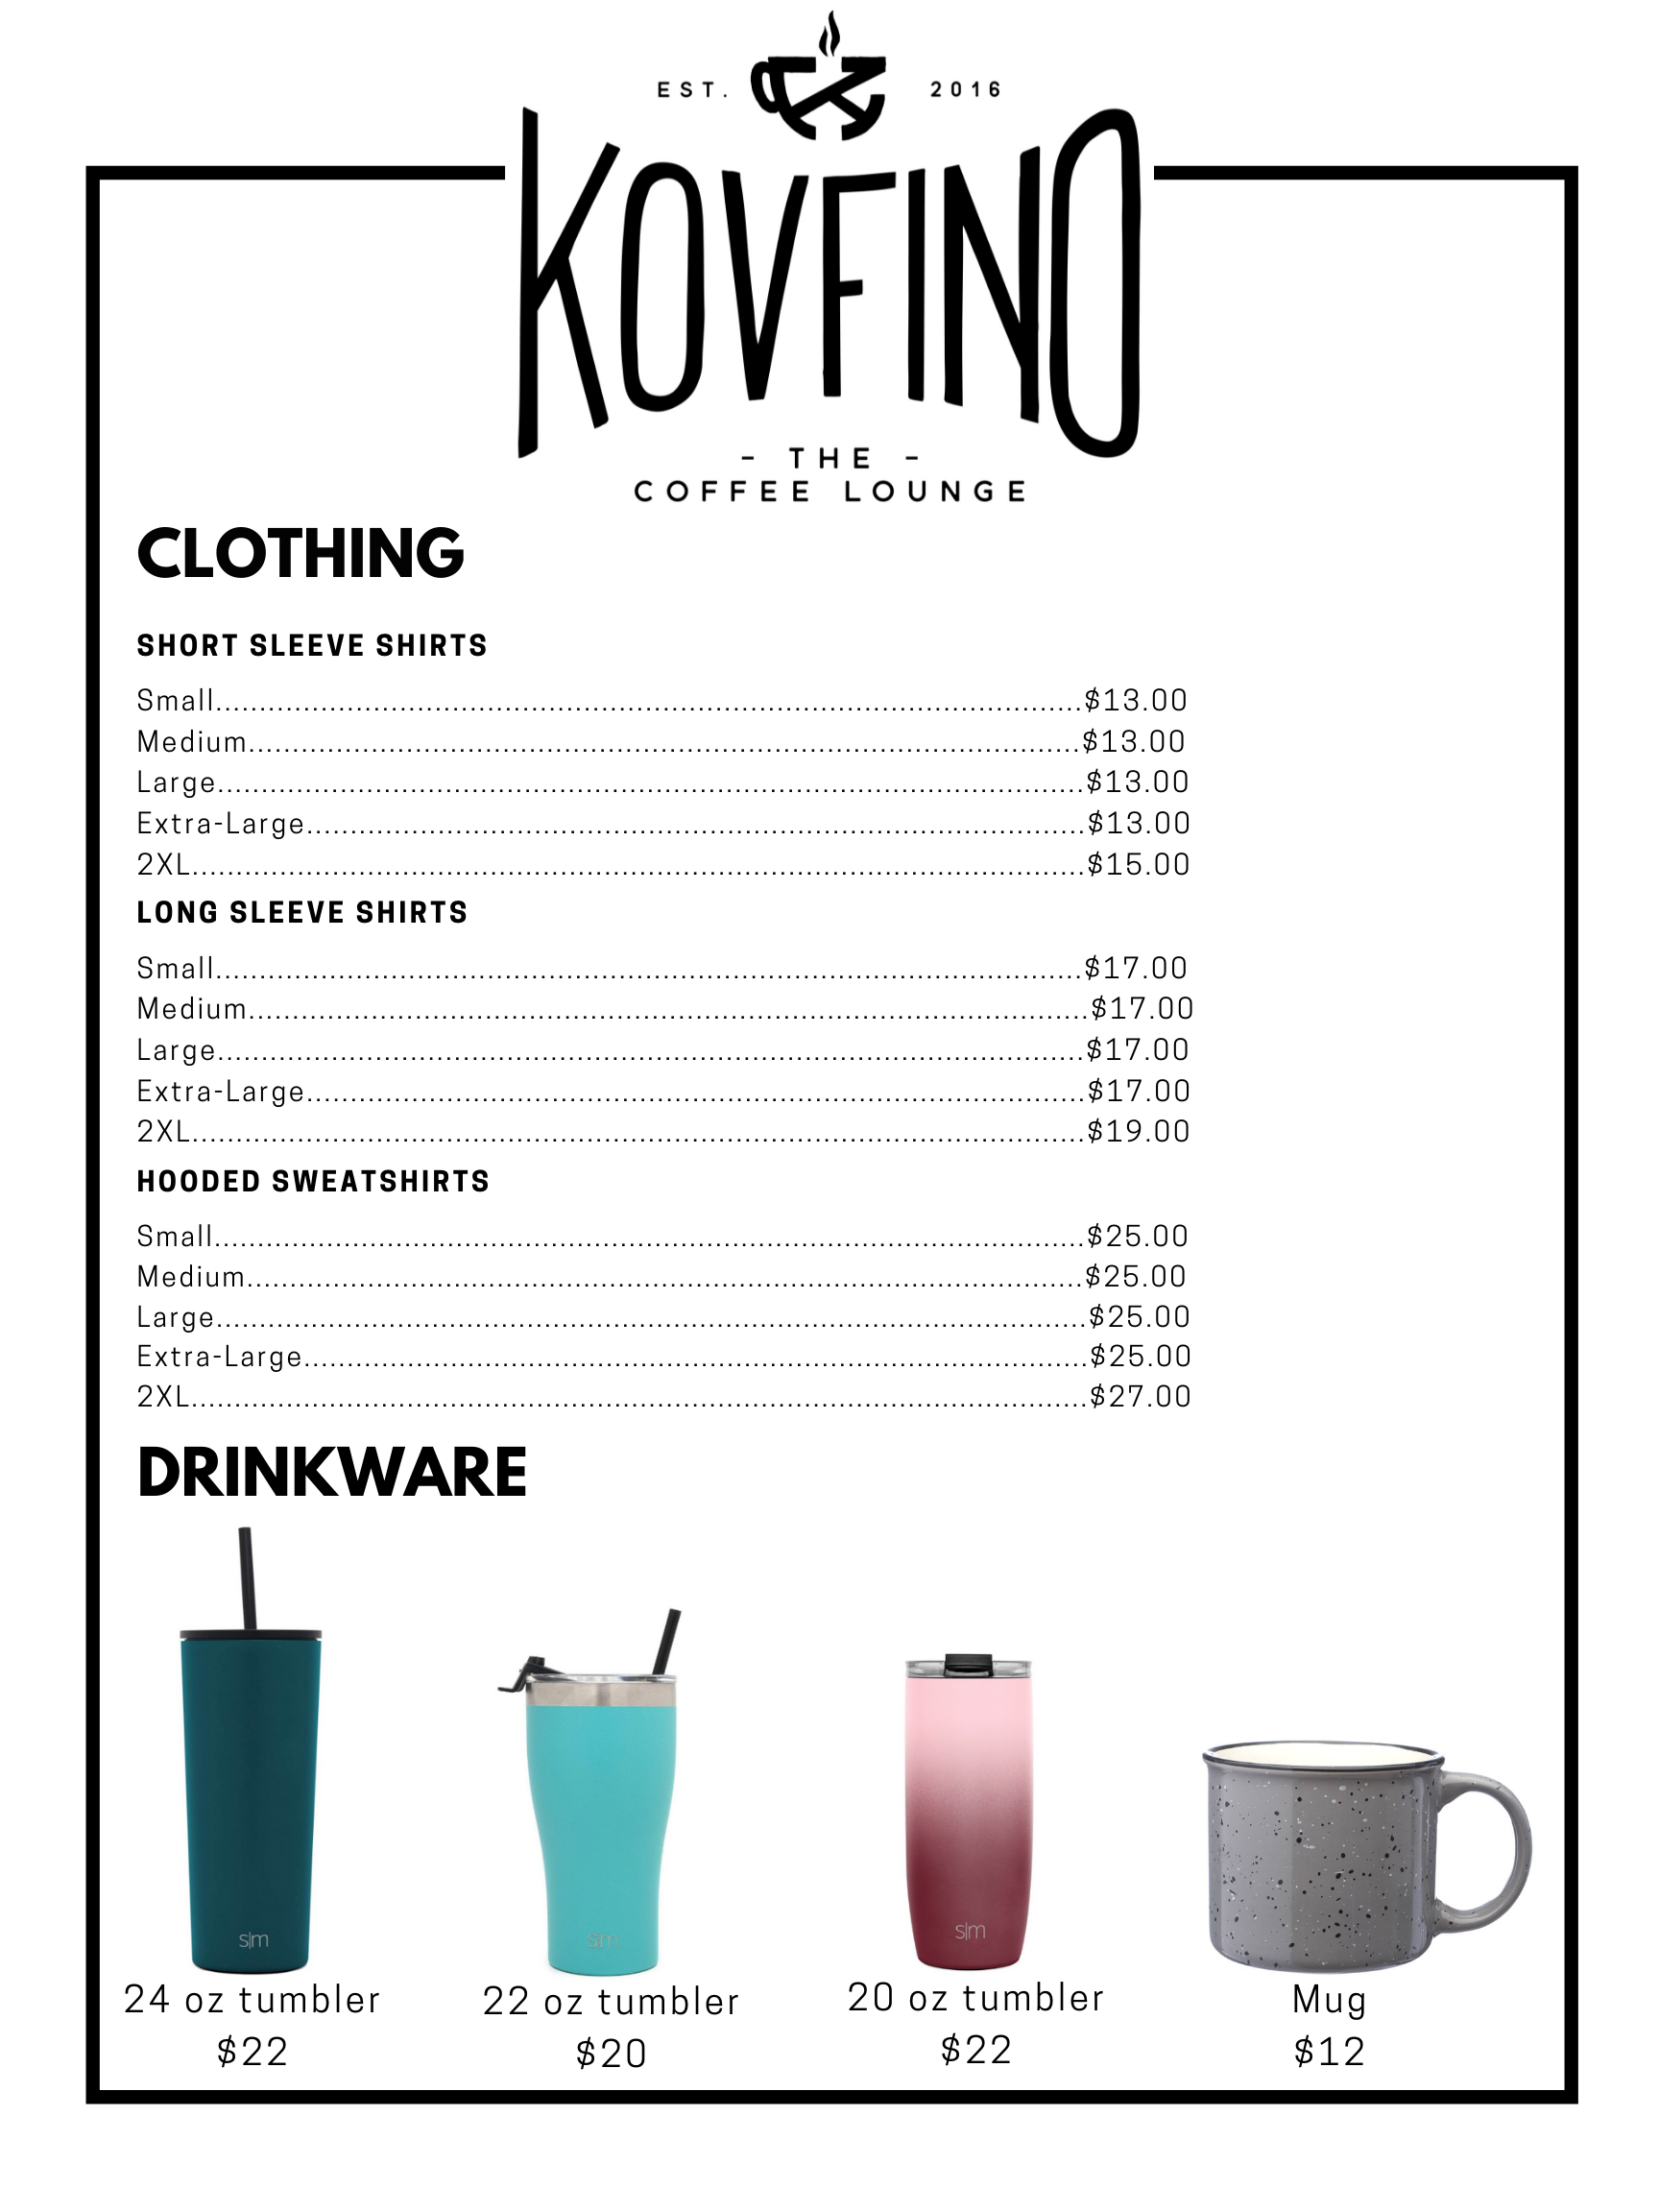 EST. 2016
KOVFINO
- THE -
COFFEE LOUNGE
CLOTHING
SHORT SLEEVE SHIRTS
Small....................$13.00
Medium....................$13.00
Large....................$13.00
Extra-Large....................$13.00
2XL....................$15.00
LONG SLEEVE SHIRTS
Small....................$17.00
Medium....................$17.00
Large....................$17.00
Extra-Large....................$17.00
2XL....................$19.00
HOODED SWEATSHIRTS
Small....................$25.00
Medium....................$25.00
Large....................$25.00
Extra-Large....................$25.00
2XL....................$27.00
DRINKWARE
s|m
s|m
s|m
24 oz tumbler
$22
22 oz tumbler
$20
20 oz tumbler
$22
Mug
$12